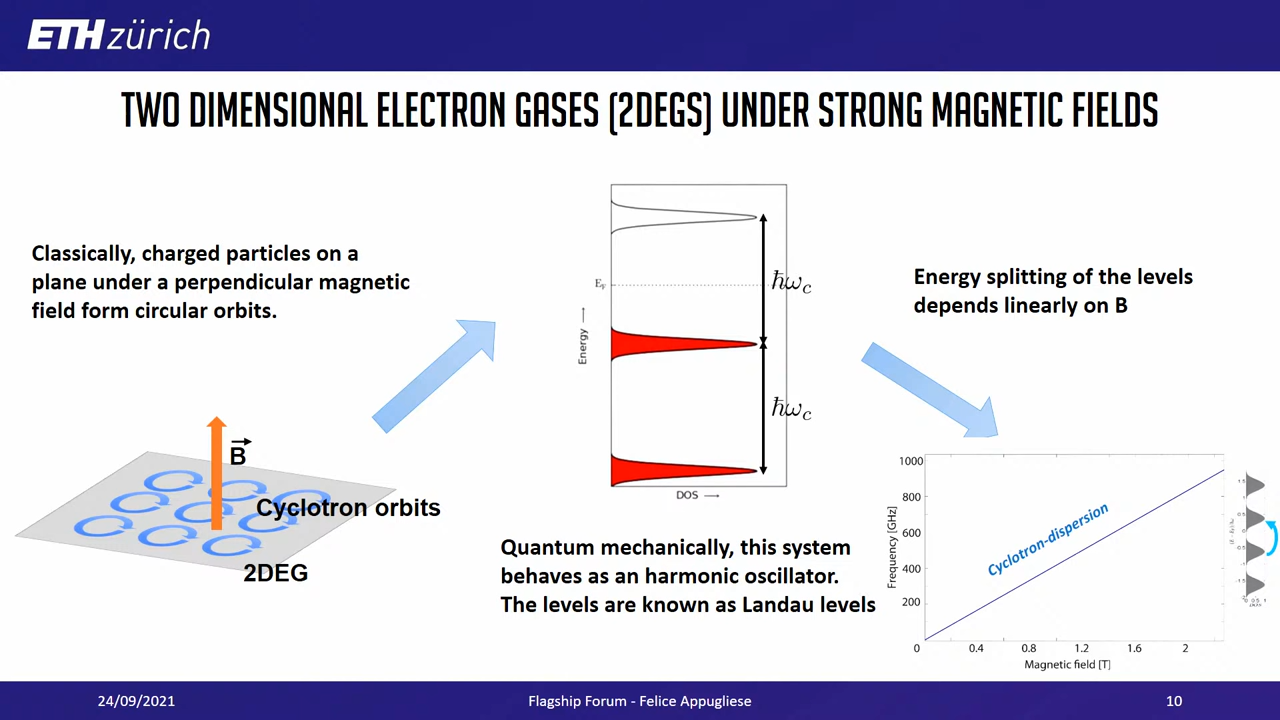 ETH zürich
TWO DIMENSIONAL ELECTRON GASES (2DEGS) UNDER STRONG MAGNETIC FIELDS
Classically, charged particles on a
plane under a perpendicular magnetic
field form circular orbits.
B
Cyclotron orbits
2DEG
E_F
Energy
ħω_c
ħω_c
DOS
Quantum mechanically, this system
behaves as an harmonic oscillator.
The levels are known as Landau levels
Energy splitting of the levels
depends linearly on B
1000
800
600
400
200
0
Frequency [GHz]
Cyclotron-dispersion
0.4 0.8 1.2 1.6 2
Magnetic field [T]
24/09/2021
Flagship Forum - Felice Appugliese
10